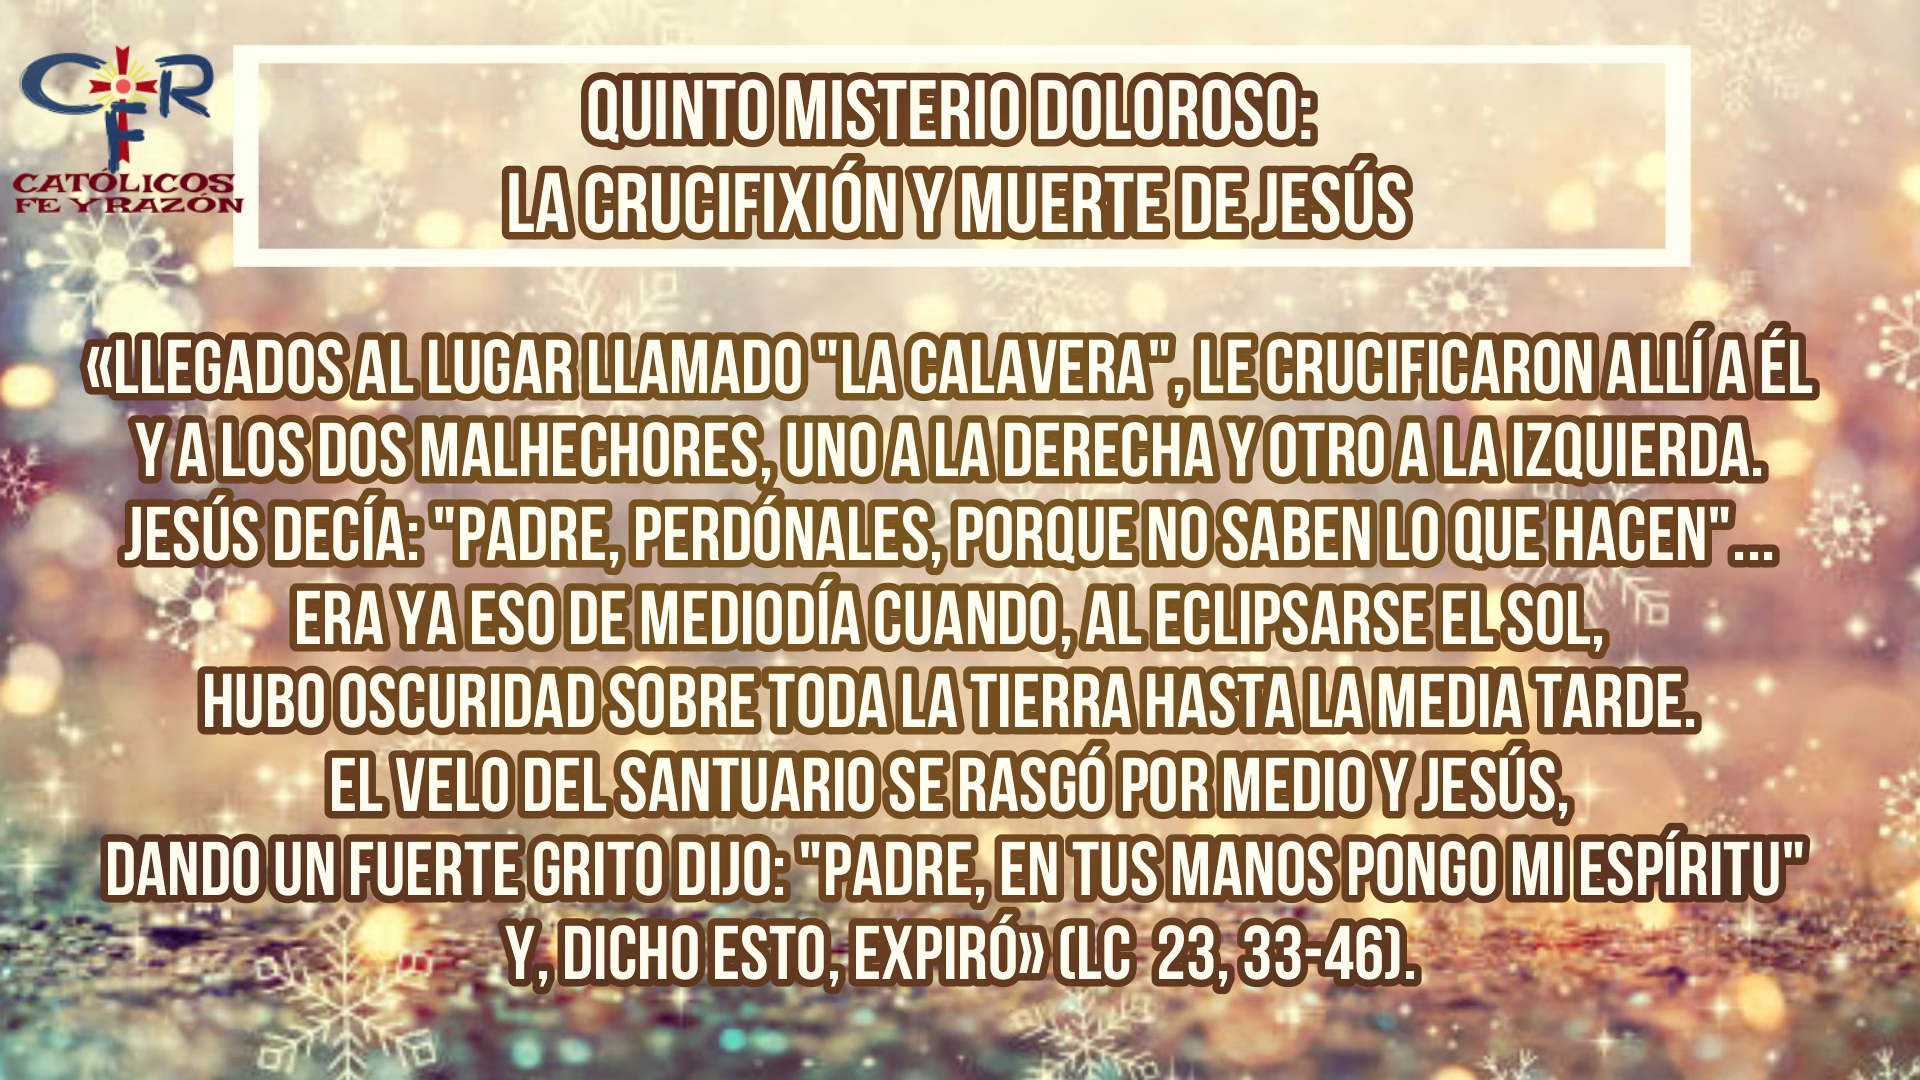 CFR
CATÓLICOS
FE Y RAZÓN
QUINTO MISTERIO DOLOROSO:
LA CRUCIFIXIÓN Y MUERTE DE JESÚS
«LLEGADOS AL LUGAR LLAMADO "LA CALAVERA", LE CRUCIFICARON ALLÍ A ÉL
Y A LOS DOS MALHECHORES, UNO A LA DERECHA Y OTRO A LA IZQUIERDA.
JESÚS DECÍA: "PADRE, PERDÓNALES, PORQUE NO SABEN LO QUE HACEN"...
ERA YA ESO DE MEDIODÍA CUANDO, AL ECLIPSARSE EL SOL,
HUBO OSCURIDAD SOBRE TODA LA TIERRA HASTA LA MEDIA TARDE.
EL VELO DEL SANTUARIO SE RASGÓ POR MEDIO Y JESÚS,
DANDO UN FUERTE GRITO DIJO: "PADRE, EN TUS MANOS PONGO MI ESPÍRITU"
Y, DICHO ESTO, EXPIRÓ» (LC 23, 33-46).